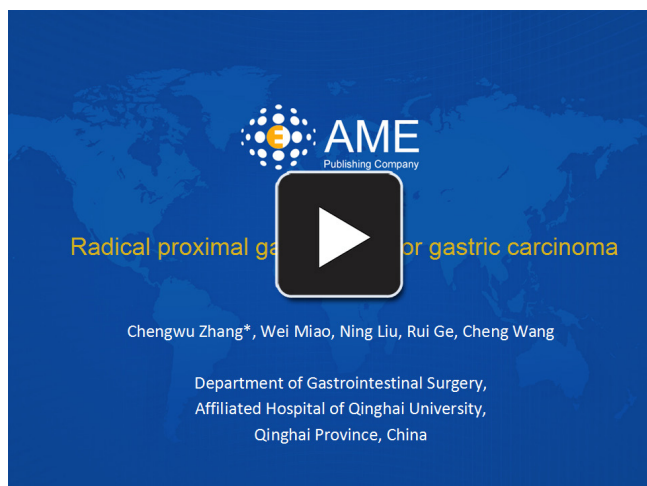 AME
Publishing Company
Radical proximal ga or gastric carcinoma
Chengwu Zhang*, Wei Miao, Ning Liu, Rui Ge, Cheng Wang
Department of Gastrointestinal Surgery,
Affiliated Hospital of Qinghai University,
Qinghai Province, China